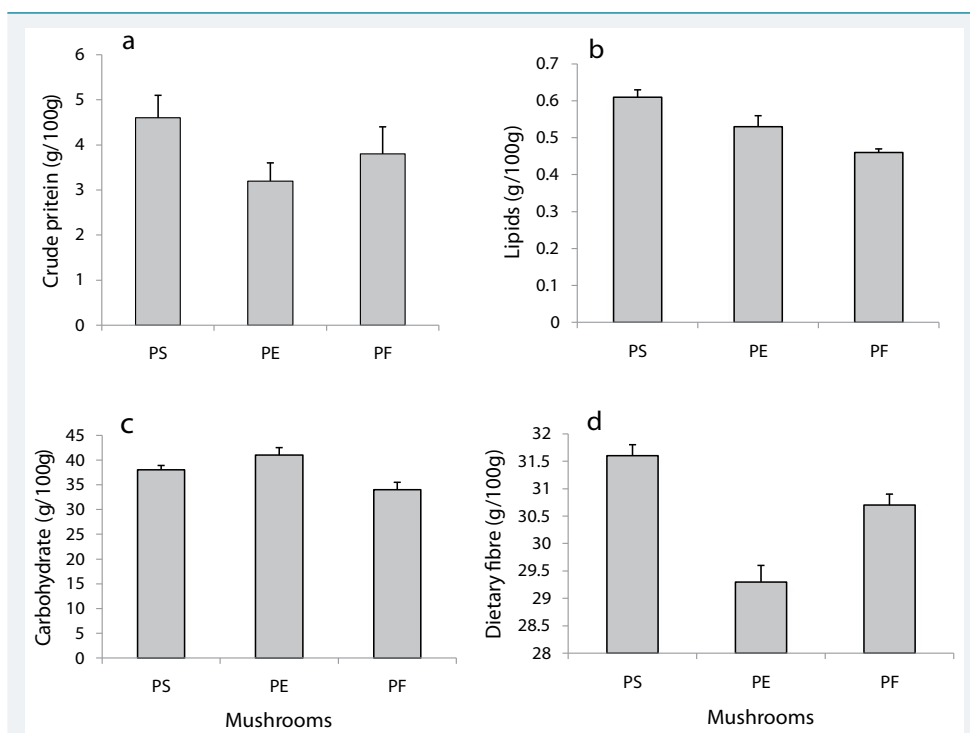 a
Crude pritein (g/100g)
6
5
4
3
2
1
0
PS PE PF
b
Lipids (g/100g)
0.7
0.6
0.5
0.4
0.3
0.2
0.1
0
PS PE PF
c
Carbohydrate (g/100g)
45
40
35
30
25
20
15
10
5
0
PS PE PF
Mushrooms
d
Dietary fibre (g/100g)
32
31.5
31
30.5
30
29.5
29
28.5
28
PS PE PF
Mushrooms